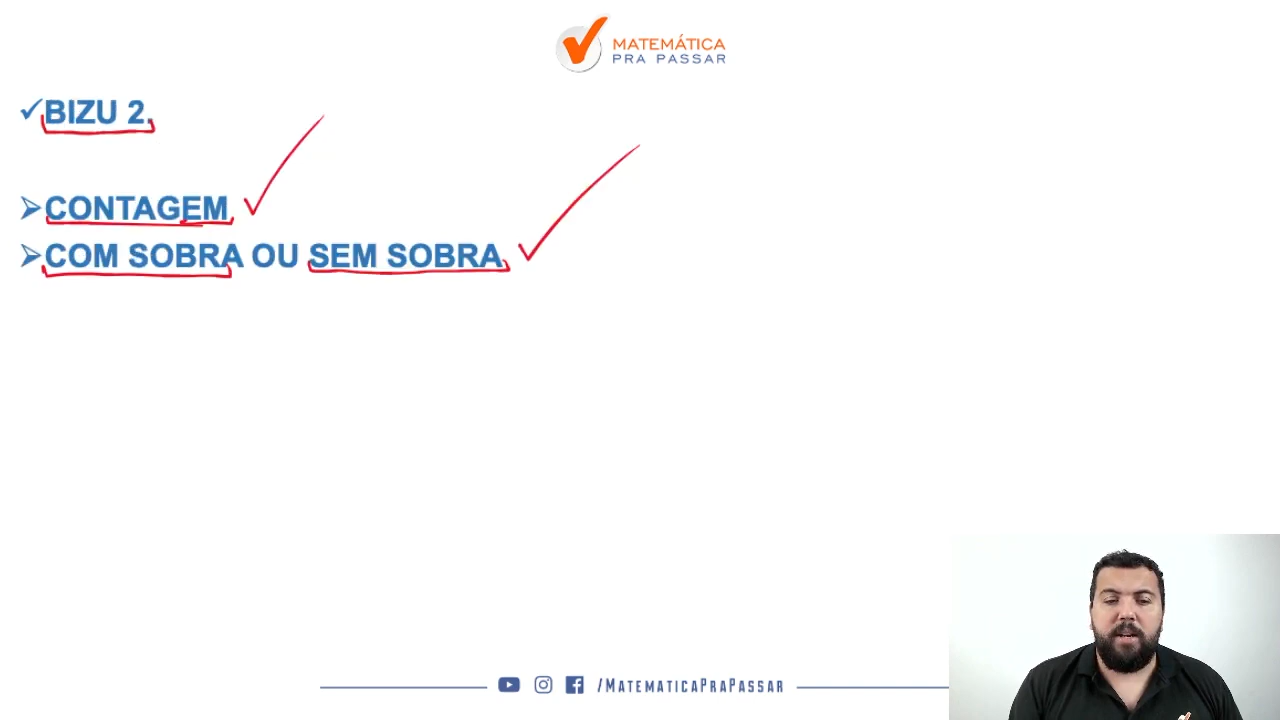 MATEMÁTICA
PRA PASSAR
BIZU 2.
CONTAGEM
COM SOBRA OU SEM SOBRA
/MATEMATICAPRAPASSAR